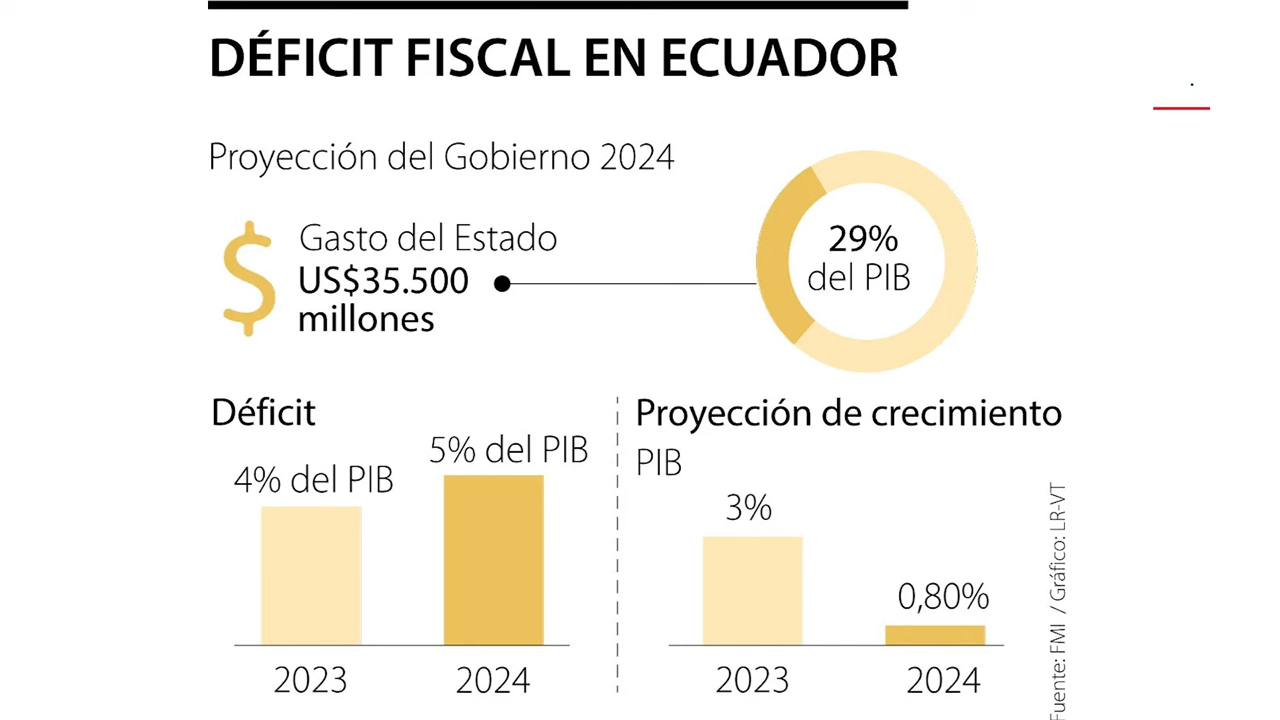 DÉFICIT FISCAL EN ECUADOR
Proyección del Gobierno 2024
$
Gasto del Estado
US$35.500
millones
29%
del PIB
Déficit
4% del PIB
5% del PIB
2023
2024
Proyección de crecimiento
PIB
3%
0,80%
2023
2024
Fuente: FMI / Gráfico: LR-VT